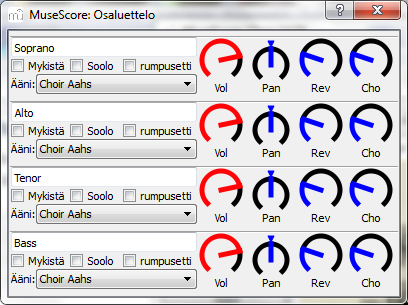 MuseScore: Osaluettelo
Soprano
Mykistä Soolo rumpusetti
Ääni: Choir Aahs
Vol Pan Rev Cho
Alto
Mykistä Soolo rumpusetti
Ääni: Choir Aahs
Vol Pan Rev Cho
Tenor
Mykistä Soolo rumpusetti
Ääni: Choir Aahs
Vol Pan Rev Cho
Bass
Mykistä Soolo rumpusetti
Ääni: Choir Aahs
Vol Pan Rev Cho